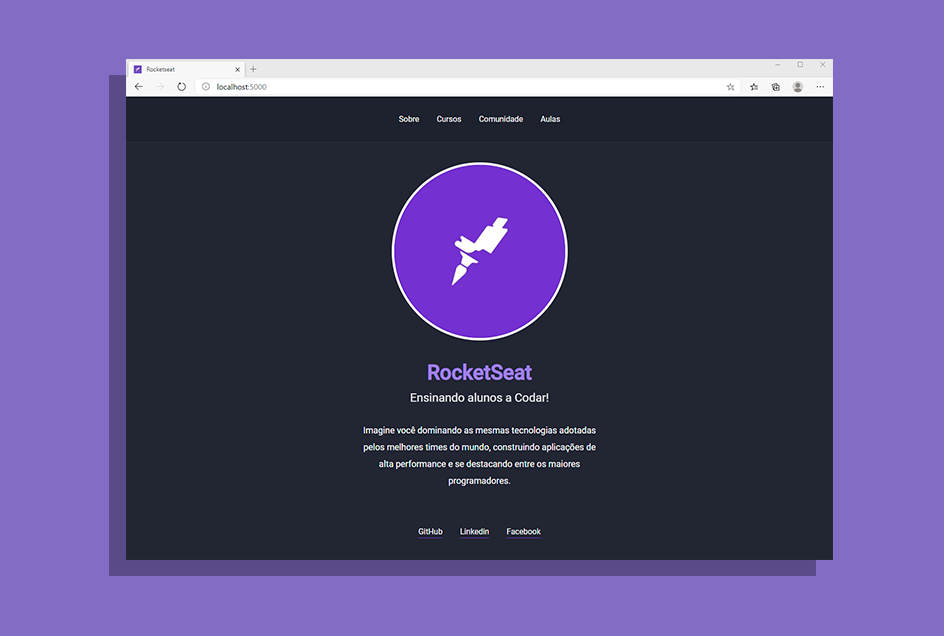 Rocketseat
localhost:5000
Sobre Cursos Comunidade Aulas
RocketSeat
Ensinando alunos a Codar!
Imagine você dominando as mesmas tecnologias adotadas
pelos melhores times do mundo, construindo aplicações de
alta performance e se destacando entre os maiores
programadores.
GitHub Linkedin Facebook